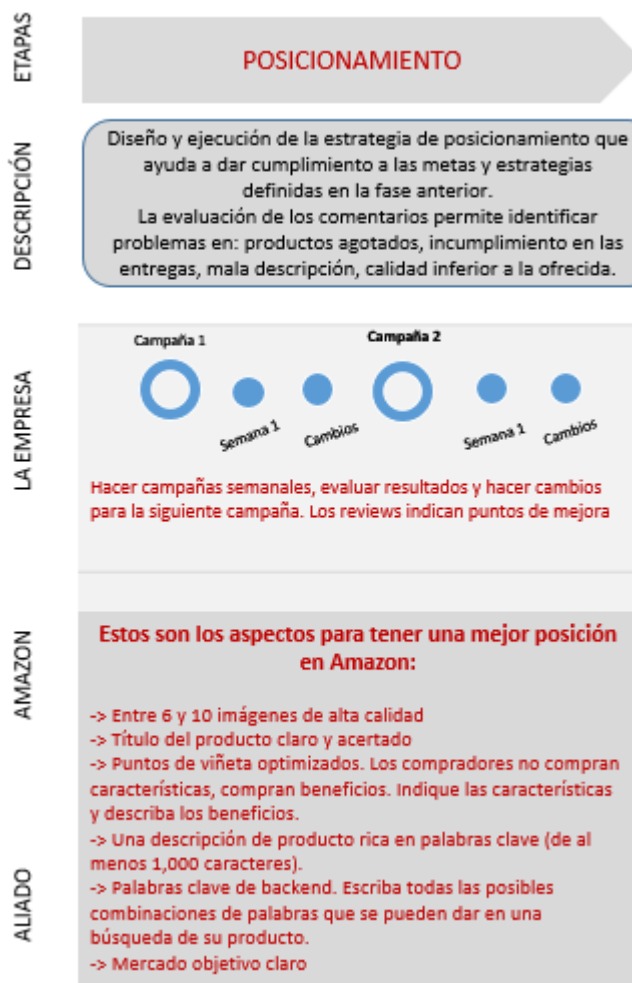 ETAPAS
POSICIONAMIENTO
DESCRIPCIÓN
Diseño y ejecución de la estrategia de posicionamiento que
ayuda a dar cumplimiento a las metas y estrategias
definidas en la fase anterior.
La evaluación de los comentarios permite identificar
problemas en: productos agotados, incumplimiento en las
entregas, mala descripción, calidad inferior a la ofrecida.
LA EMPRESA
Campaña 1
Semana 1
Cambios
Campaña 2
Semana 1
Cambios
Hacer campañas semanales, evaluar resultados y hacer cambios
para la siguiente campaña. Los reviews indican puntos de mejora
AMAZON
Estos son los aspectos para tener una mejor posición
en Amazon:
-> Entre 6 y 10 imágenes de alta calidad
-> Título del producto claro y acertado
-> Puntos de viñeta optimizados. Los compradores no compran
características, compran beneficios. Indique las características
y describa los beneficios.
-> Una descripción de producto rica en palabras clave (de al
menos 1,000 caracteres).
-> Palabras clave de backend. Escriba todas las posibles
combinaciones de palabras que se pueden dar en una
búsqueda de su producto.
-> Mercado objetivo claro
ALIADO